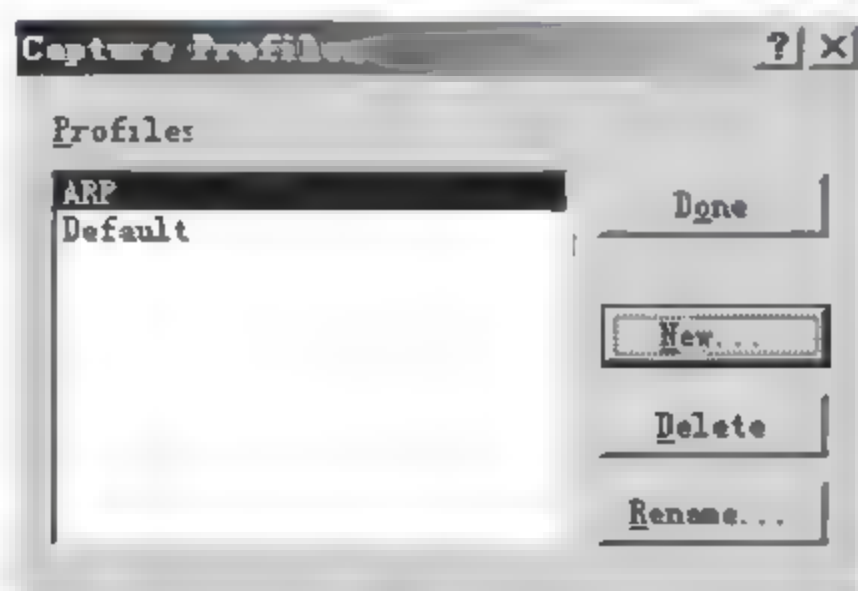 Capture Profiles
? ×
Profiles
ARP
Default
Done
New...
Delete
Rename...